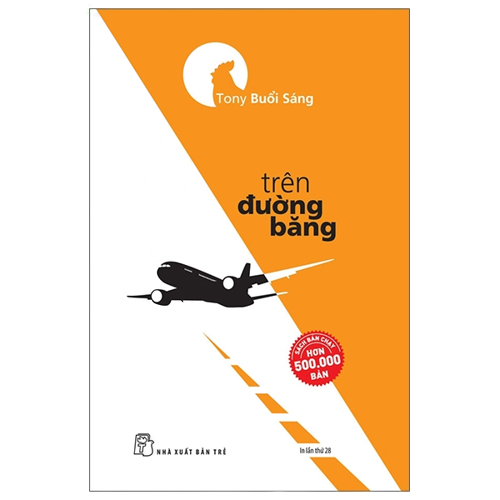 Tony Buổi Sáng
trên
đường
băng
SÁCH BÁN CHẠY
HƠN
500.000
BẢN
NHÀ XUẤT BẢN TRẺ
In lần thứ 28